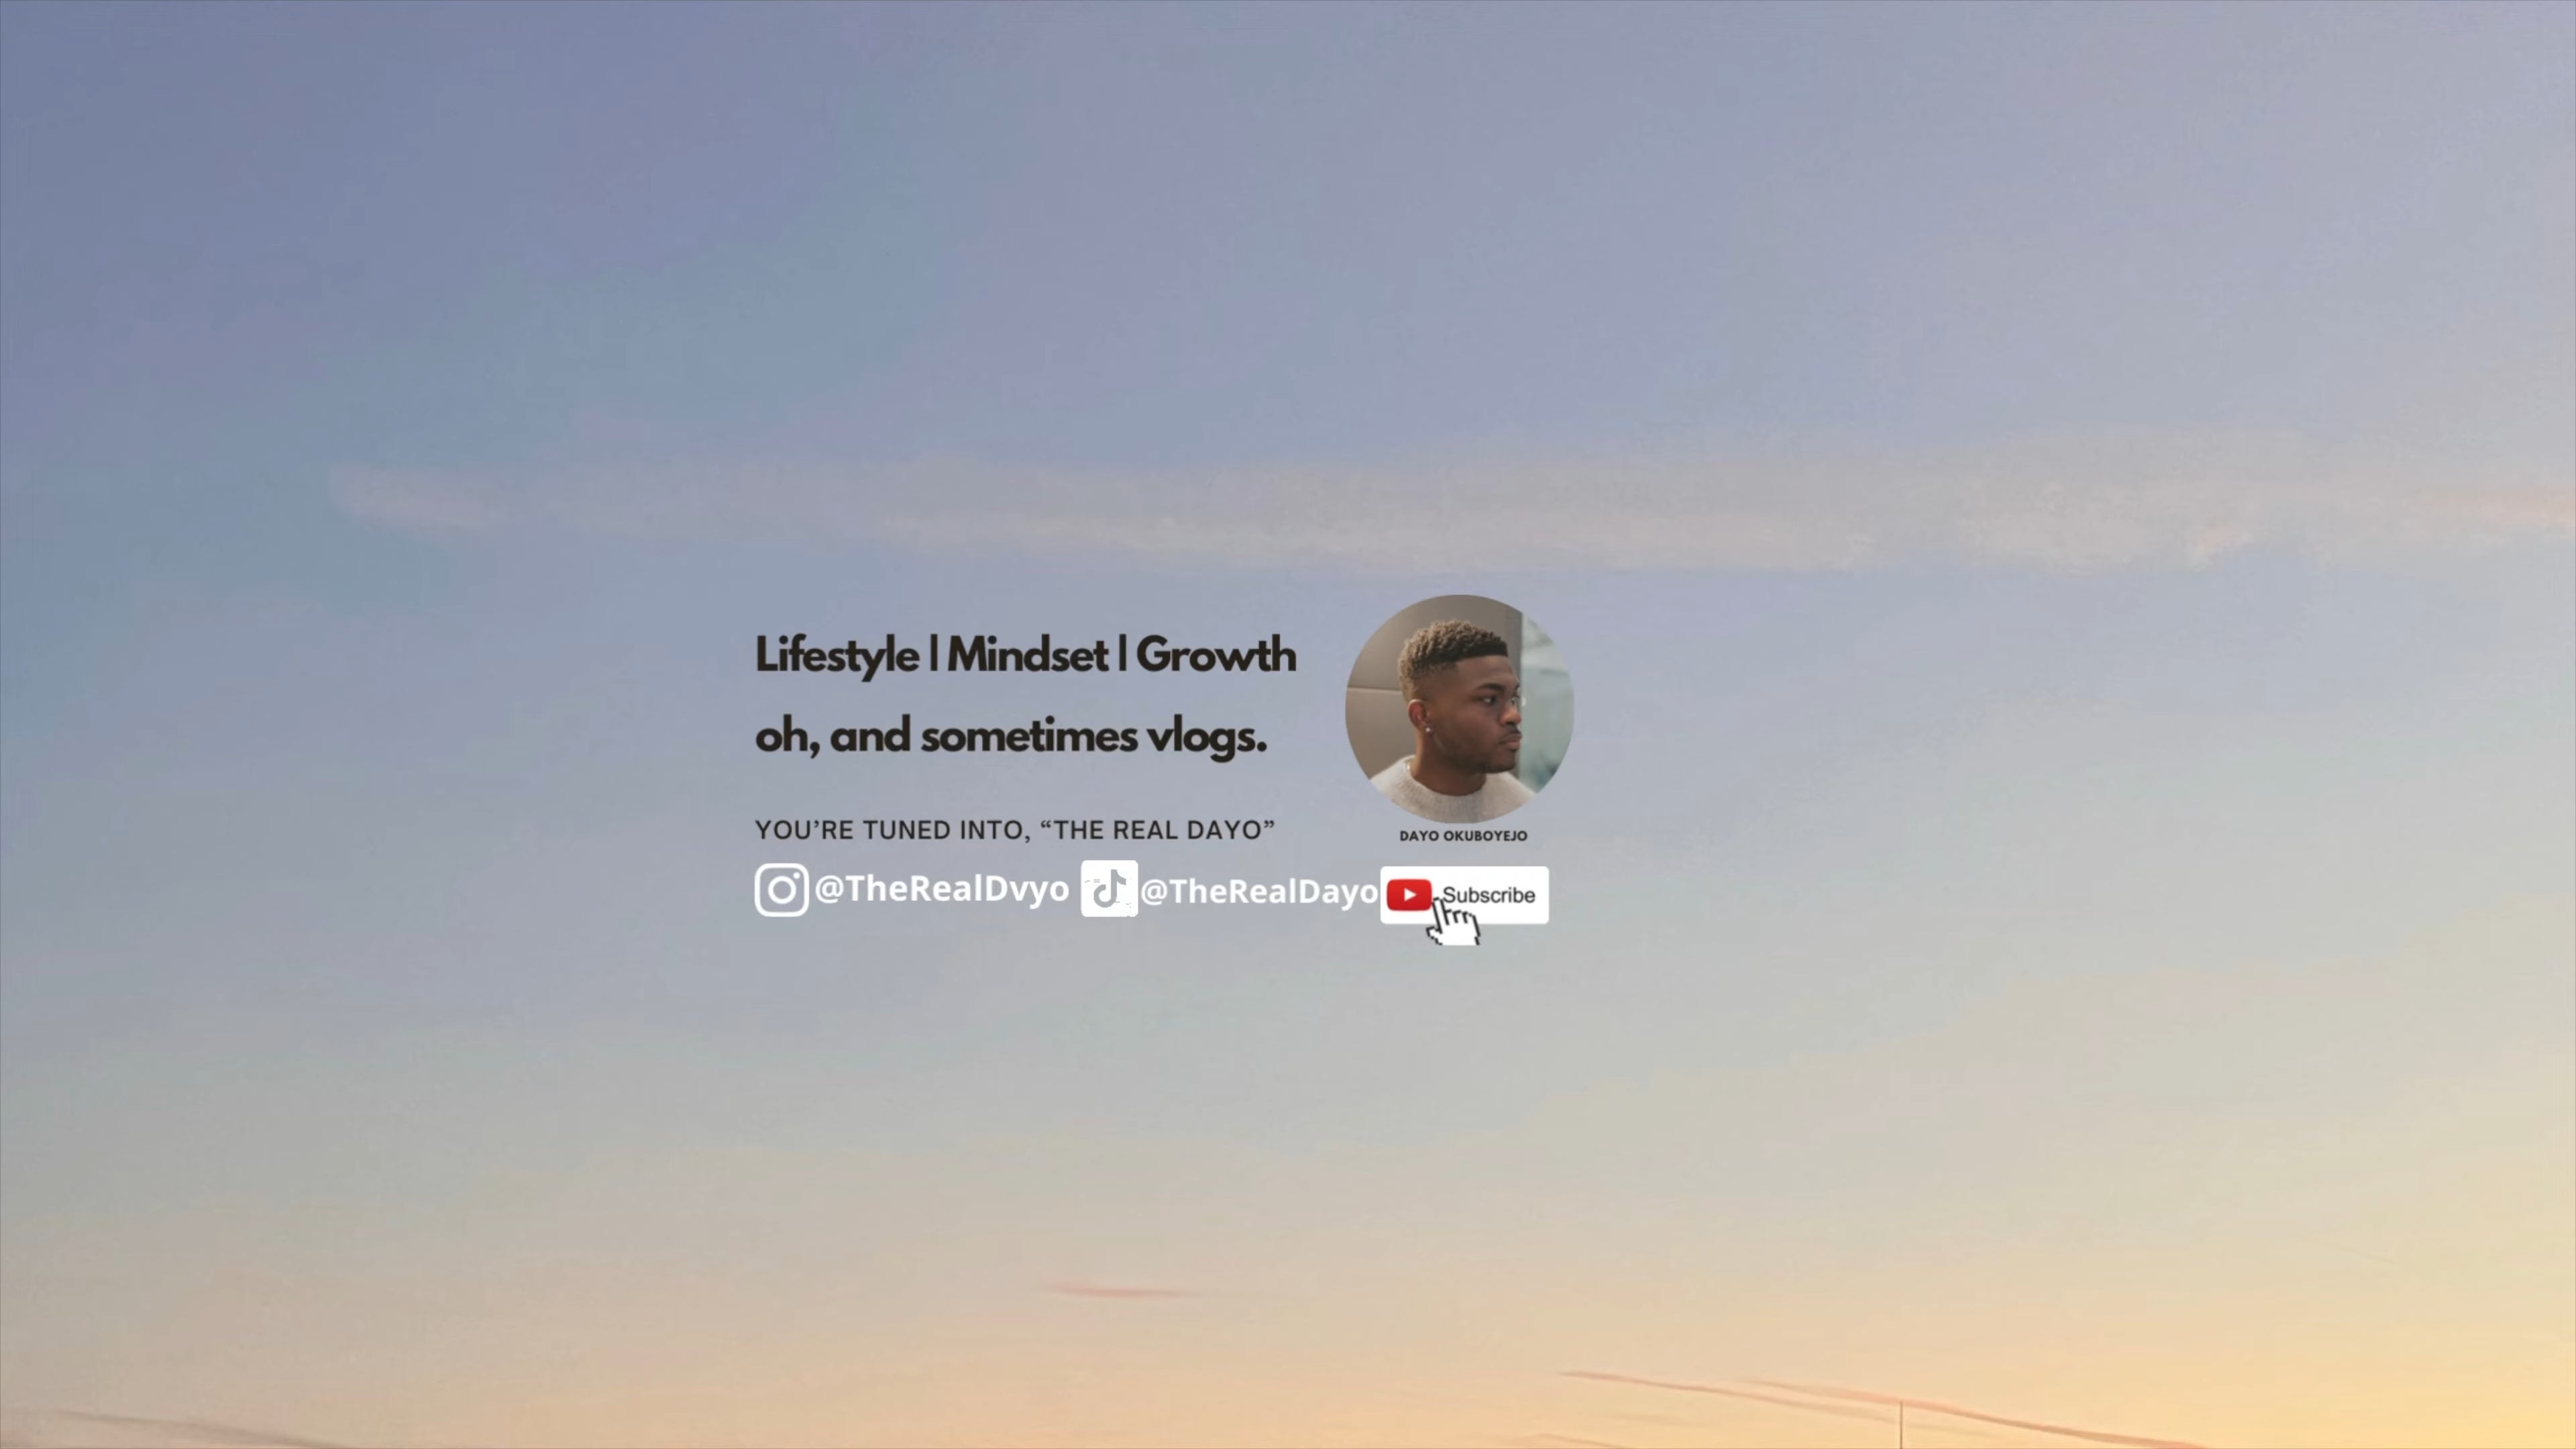 Lifestyle | Mindset | Growth
oh, and sometimes vlogs.
YOU’RE TUNED INTO, “THE REAL DAYO”
DAYO OKUBOYEJO
@TheRealDvyo @TheRealDayo Subscribe